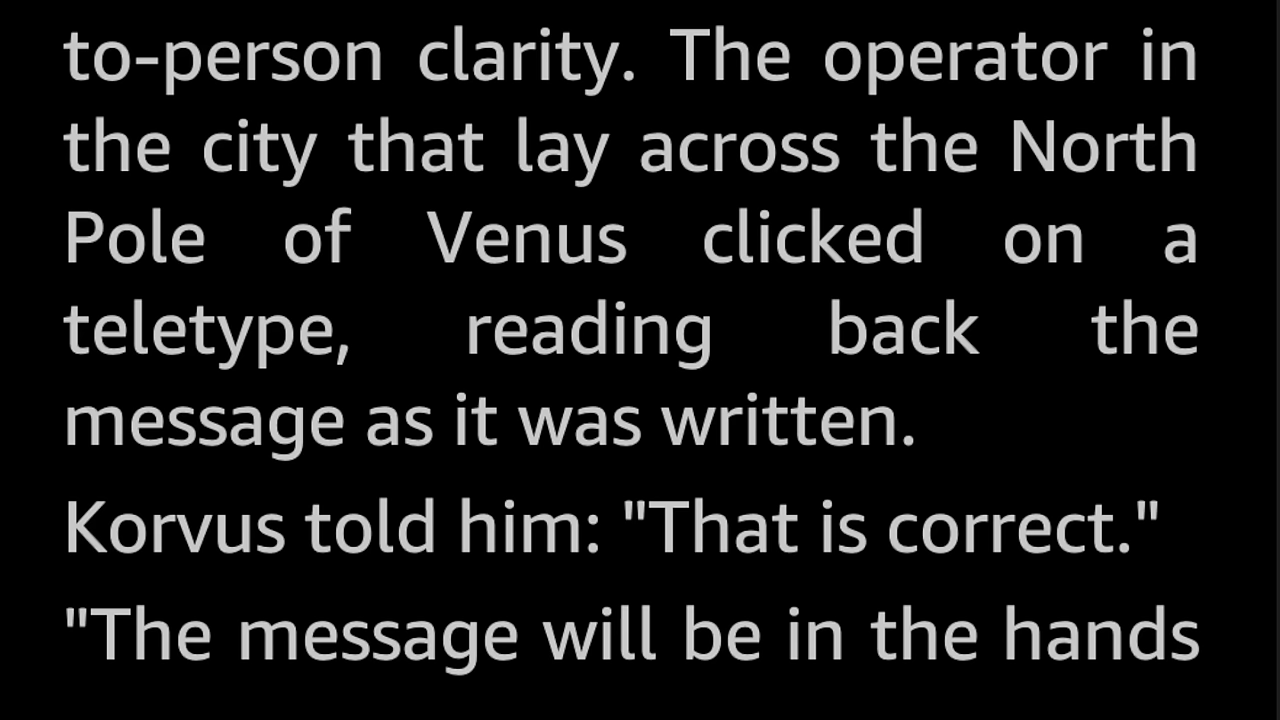 to-person clarity. The operator in
the city that lay across the North
Pole of Venus clicked on a
teletype, reading back the
message as it was written.
Korvus told him: "That is correct."
"The message will be in the hands